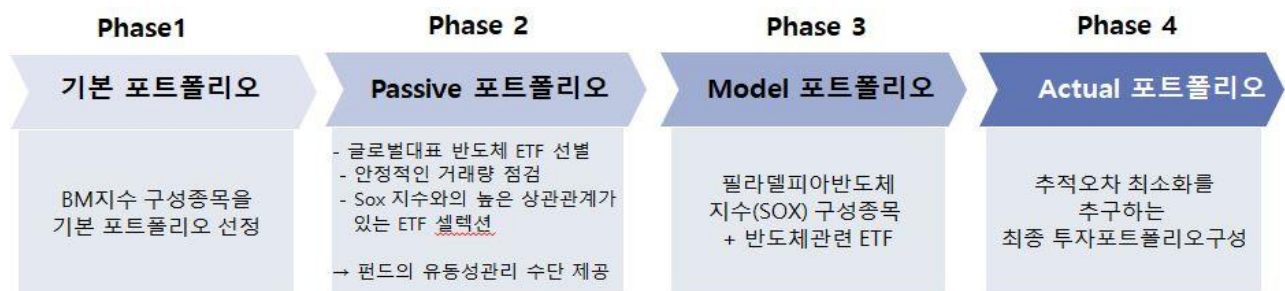 Phase1
기본 포트폴리오
BM지수 구성종목을
기본 포트폴리오 선정
Phase 2
Passive 포트폴리오
- 글로벌대표 반도체 ETF 선별
- 안정적인 거래량 점검
- Sox 지수와의 높은 상관관계가
있는 ETF 셀렉션
→ 펀드의 유동성관리 수단 제공
Phase 3
Model 포트폴리오
필라델피아반도체
지수(SOX) 구성종목
+ 반도체관련 ETF
Phase 4
Actual 포트폴리오
추적오차 최소화를
추구하는
최종 투자포트폴리오구성